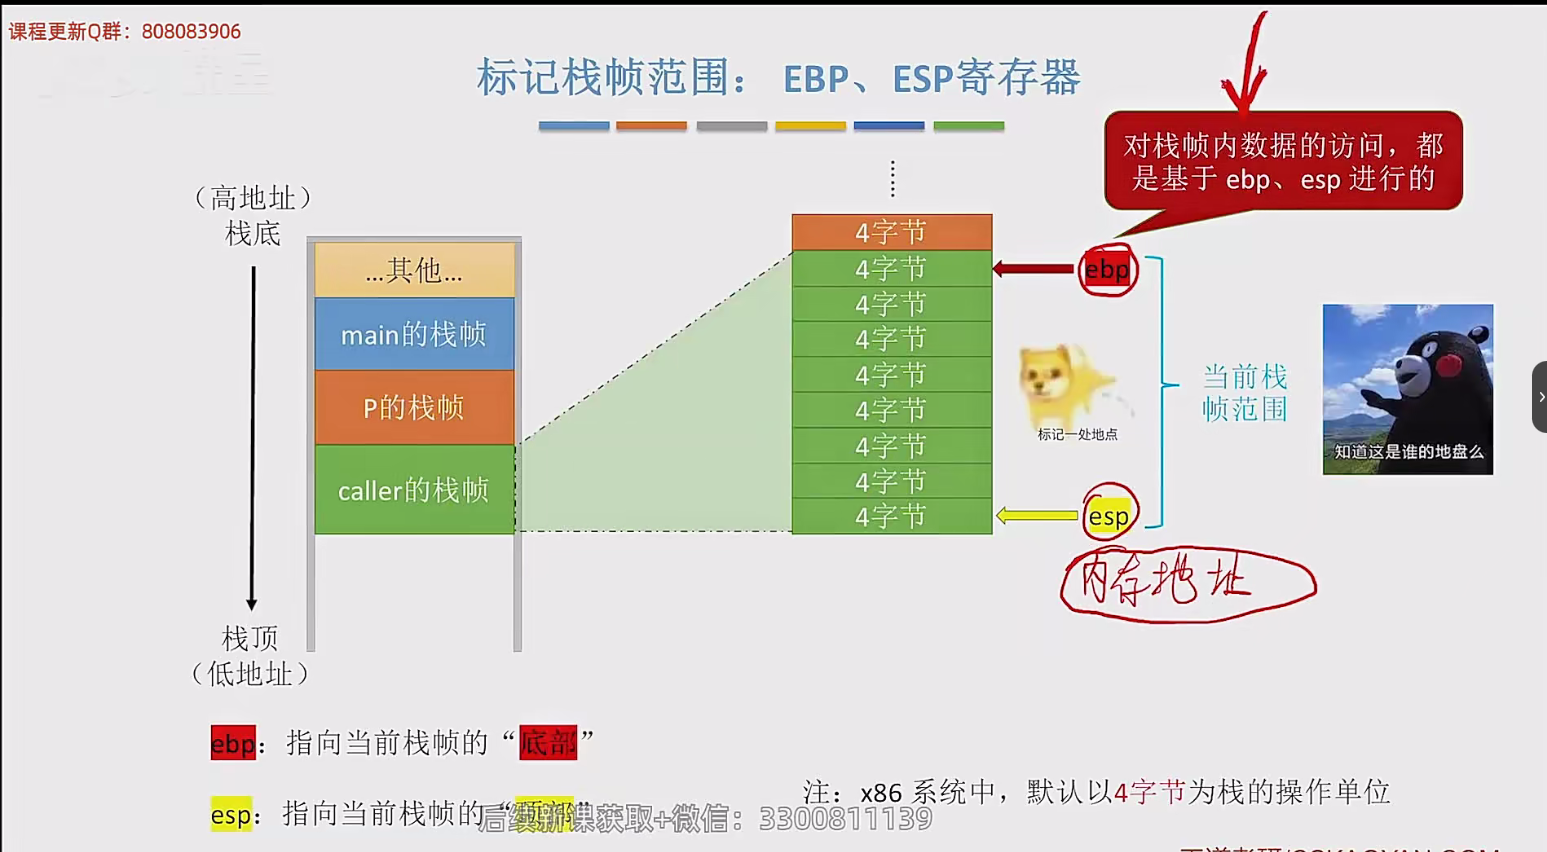 课程更新Q群：808083906
标记栈帧范围： EBP、ESP寄存器
对栈帧内数据的访问，都
是基于 ebp、esp 进行的
（高地址）
栈底
...其他...
main的栈帧
P的栈帧
caller的栈帧
栈顶
（低地址）
4字节
4字节
4字节
4字节
4字节
4字节
4字节
4字节
4字节
ebp
esp
标记一处地点
当前栈
帧范围
知道这是谁的地盘么
内存地址
ebp：指向当前栈帧的“底部”
esp：指向当前栈帧的“顶部”
注：x86 系统中，默认以4字节为栈的操作单位
后续新课获取+微信：3300811139